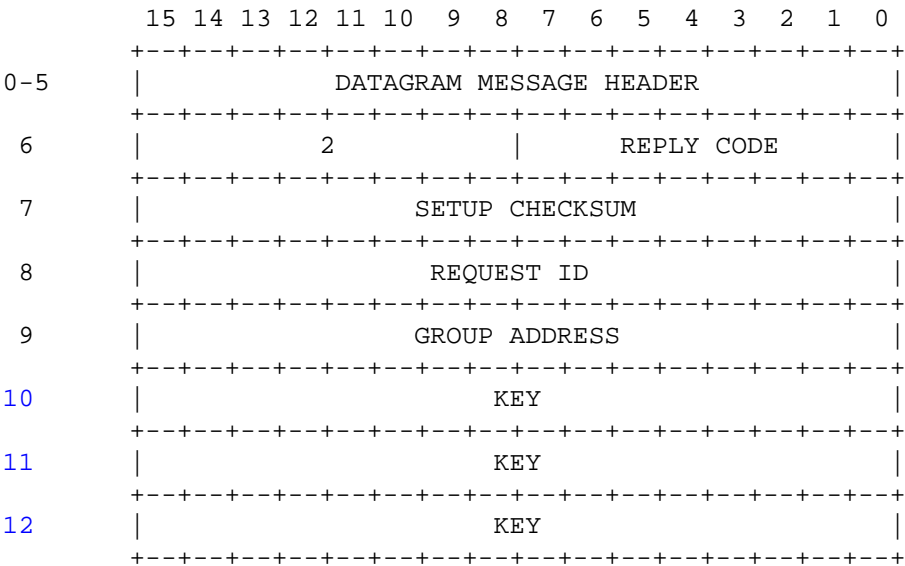 15 14 13 12 11 10 9 8 7 6 5 4 3 2 1 0
+--+--+--+--+--+--+--+--+--+--+--+--+--+--+--+--+
0-5 | DATAGRAM MESSAGE HEADER |
+--+--+--+--+--+--+--+--+--+--+--+--+--+--+--+--+
6 | 2 | REPLY CODE |
+--+--+--+--+--+--+--+--+--+--+--+--+--+--+--+--+
7 | SETUP CHECKSUM |
+--+--+--+--+--+--+--+--+--+--+--+--+--+--+--+--+
8 | REQUEST ID |
+--+--+--+--+--+--+--+--+--+--+--+--+--+--+--+--+
9 | GROUP ADDRESS |
+--+--+--+--+--+--+--+--+--+--+--+--+--+--+--+--+
10 | KEY |
+--+--+--+--+--+--+--+--+--+--+--+--+--+--+--+--+
11 | KEY |
+--+--+--+--+--+--+--+--+--+--+--+--+--+--+--+--+
12 | KEY |
+--+--+--+--+--+--+--+--+--+--+--+--+--+--+--+--+